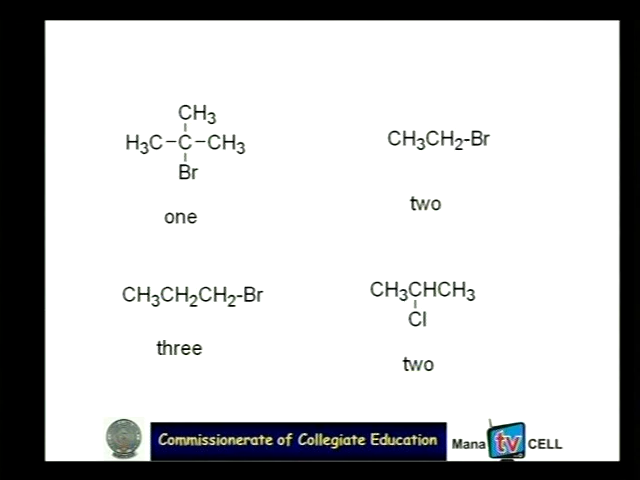 CH3
H3C-C-CH3
Br
one
CH3CH2-Br
two
CH3CH2CH2-Br
three
CH3CHCH3
Cl
two
Commissionerate of Collegiate Education
Mana tv CELL